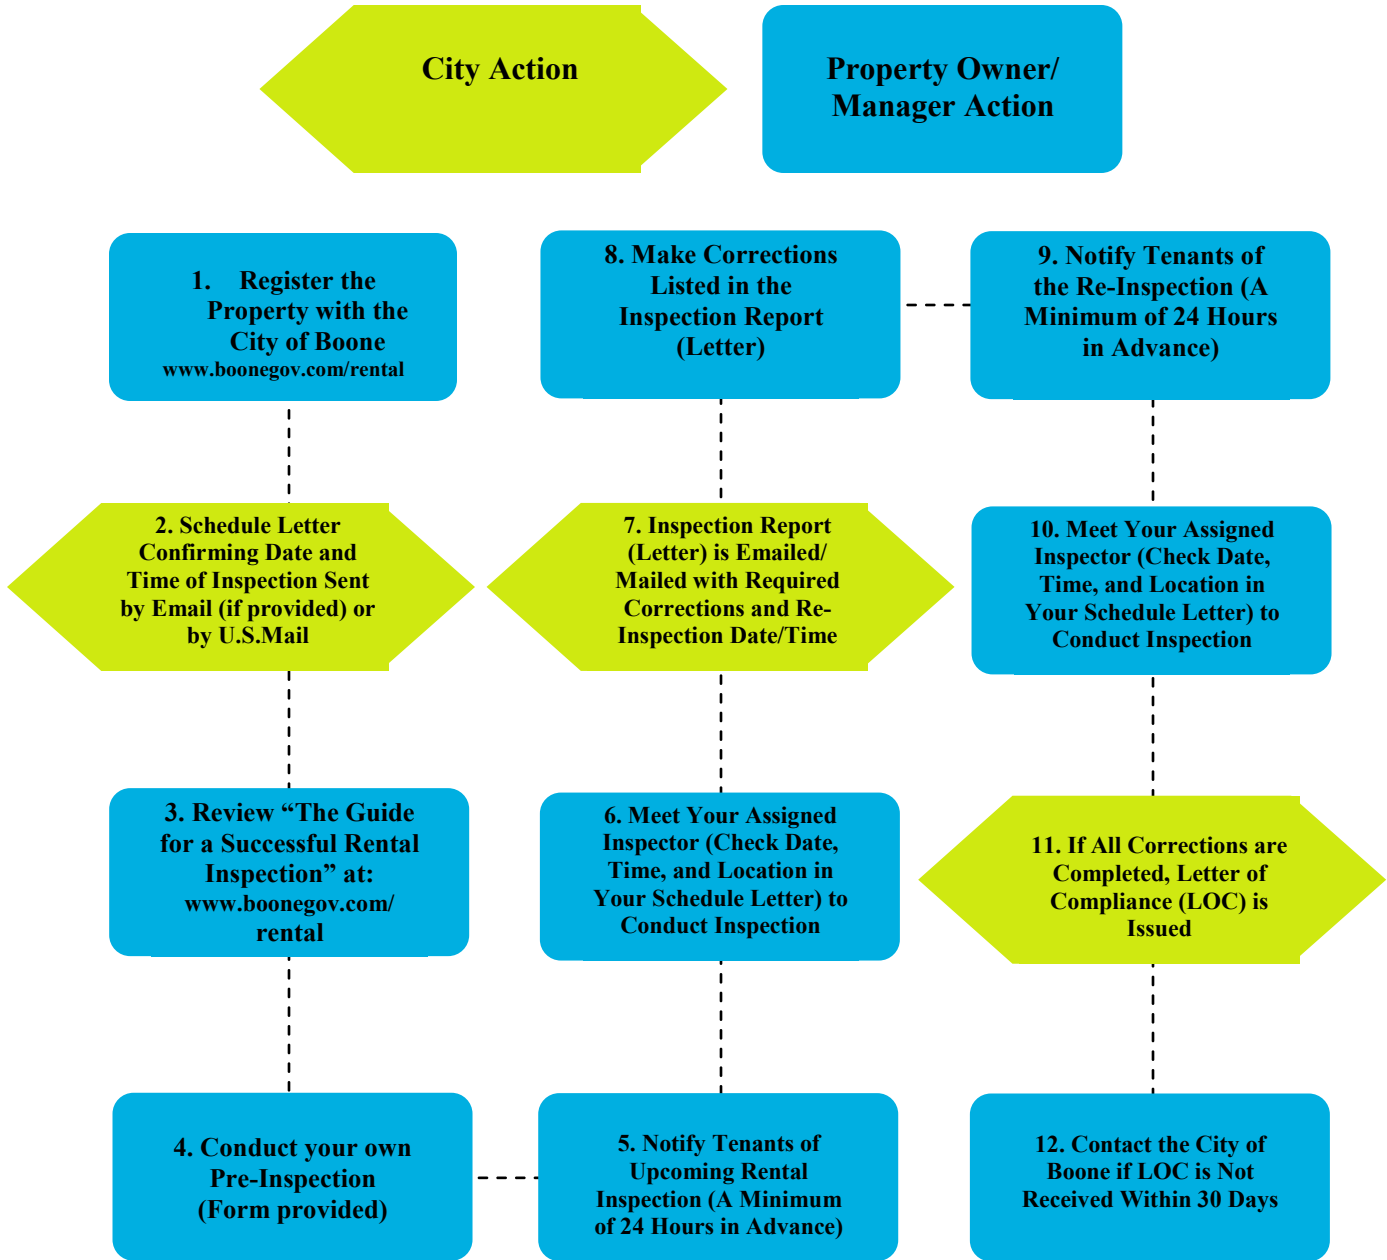 City Action
Property Owner/
Manager Action
1. Register the
Property with the
City of Boone
www.boonegov.com/rental
2. Schedule Letter
Confirming Date and
Time of Inspection Sent
by Email (if provided) or
by U.S.Mail
3. Review “The Guide
for a Successful Rental
Inspection” at:
www.boonegov.com/
rental
4. Conduct your own
Pre-Inspection
(Form provided)
5. Notify Tenants of
Upcoming Rental
Inspection (A Minimum
of 24 Hours in Advance)
6. Meet Your Assigned
Inspector (Check Date,
Time, and Location in
Your Schedule Letter) to
Conduct Inspection
7. Inspection Report
(Letter) is Emailed/
Mailed with Required
Corrections and Re-
Inspection Date/Time
8. Make Corrections
Listed in the
Inspection Report
(Letter)
9. Notify Tenants of
the Re-Inspection (A
Minimum of 24 Hours
in Advance)
10. Meet Your Assigned
Inspector (Check Date,
Time, and Location in
Your Schedule Letter) to
Conduct Inspection
11. If All Corrections are
Completed, Letter of
Compliance (LOC) is
Issued
12. Contact the City of
Boone if LOC is Not
Received Within 30 Days